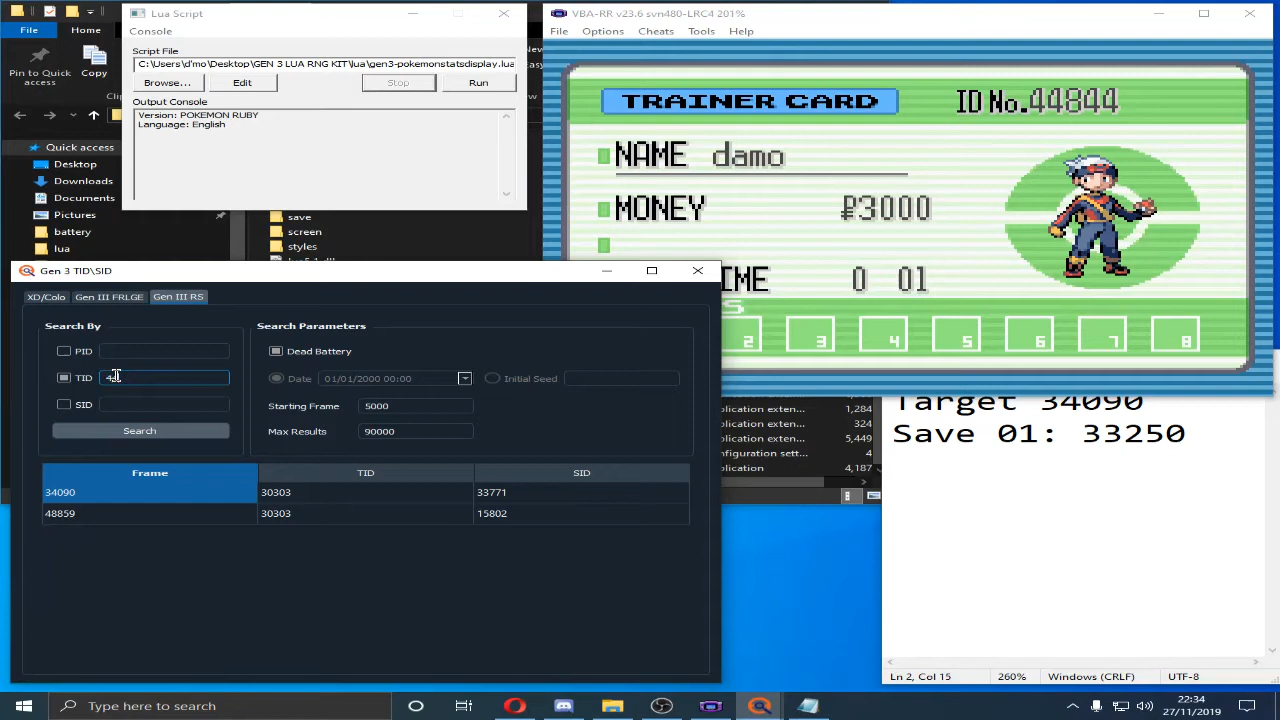 File
Home
Pin to Quick
access
Copy
Quick access
Desktop
Downloads
Documents
Pictures
battery
lua
save
screen
styles
Lua Script
Console
Script File
C:\Users\d'mo\Desktop\GEN 3 LUA RNG KIT\lua\gen3-pokemonstatsdisplay.lua
Browse...
Edit
Stop
Run
Output Console
Version: POKEMON RUBY
Language: English
VBA-RR v23.6 svn480-LRC4 201%
File Options Cheats Tools Help
TRAINER CARD
ID No.44844
NAME damo
MONEY ₽3000
IME 0 01
2 3 4 5 6 7 8
Gen 3 TID\SID
XD/Colo Gen III FRLGE Gen III RS
Search By
PID
TID
SID
Search
Search Parameters
Dead Battery
Date 01/01/2000 00:00
Initial Seed
Starting Frame 5000
Max Results 90000
Frame TID SID
34090 30303 33771
48859 30303 15802
plication exten... 1,284
plication exten... 324
plication exten... 5,449
nfiguration sett... 4
plication 4,187
Target 34090
Save 01: 33250
Ln 2, Col 15 260% Windows (CRLF) UTF-8
Type here to search
22:34
27/11/2019